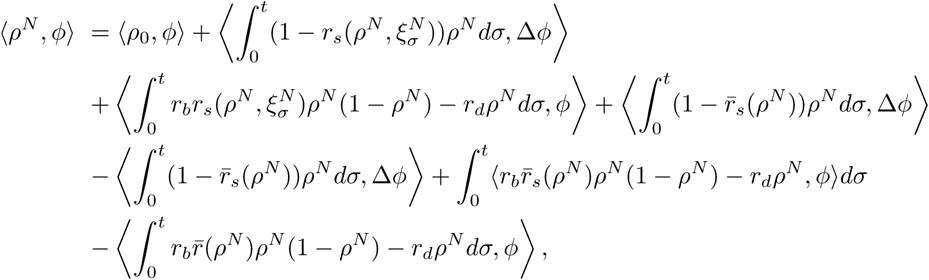 ⟨ρ^N, ϕ⟩ = ⟨ρ_0, ϕ⟩ + ⟨∫_0^t (1 − r_s(ρ^N, ξ_σ^N))ρ^N dσ, Δϕ⟩
+ ⟨∫_0^t r_b r_s(ρ^N, ξ_σ^N)ρ^N(1 − ρ^N) − r_d ρ^N dσ, ϕ⟩ + ⟨∫_0^t (1 − r̄_s(ρ^N))ρ^N dσ, Δϕ⟩
− ⟨∫_0^t (1 − r̄_s(ρ^N))ρ^N dσ, Δϕ⟩ + ∫_0^t ⟨r_b r̄_s(ρ^N)ρ^N(1 − ρ^N) − r_d ρ^N, ϕ⟩dσ
− ⟨∫_0^t r_b r̄(ρ^N)ρ^N(1 − ρ^N) − r_d ρ^N dσ, ϕ⟩,